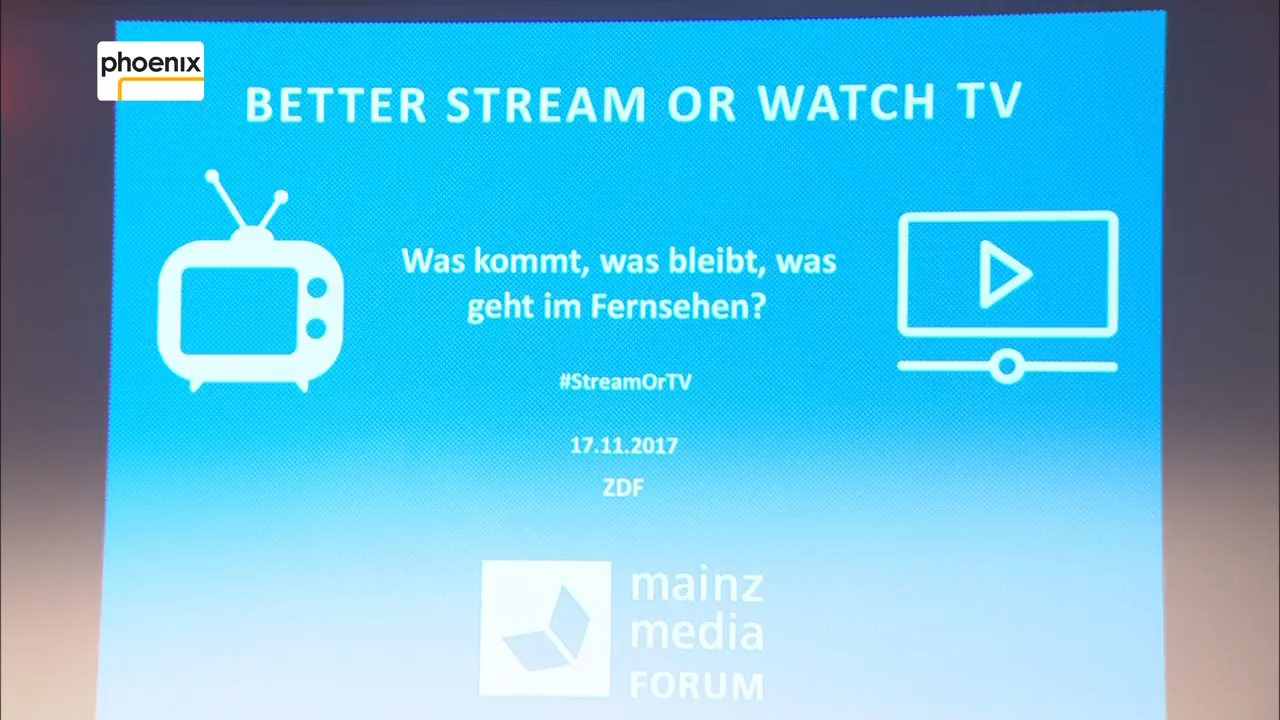 phoenix
BETTER STREAM OR WATCH TV
Was kommt, was bleibt, was
geht im Fernsehen?
#StreamOrTV
17.11.2017
ZDF
mainz
media
FORUM